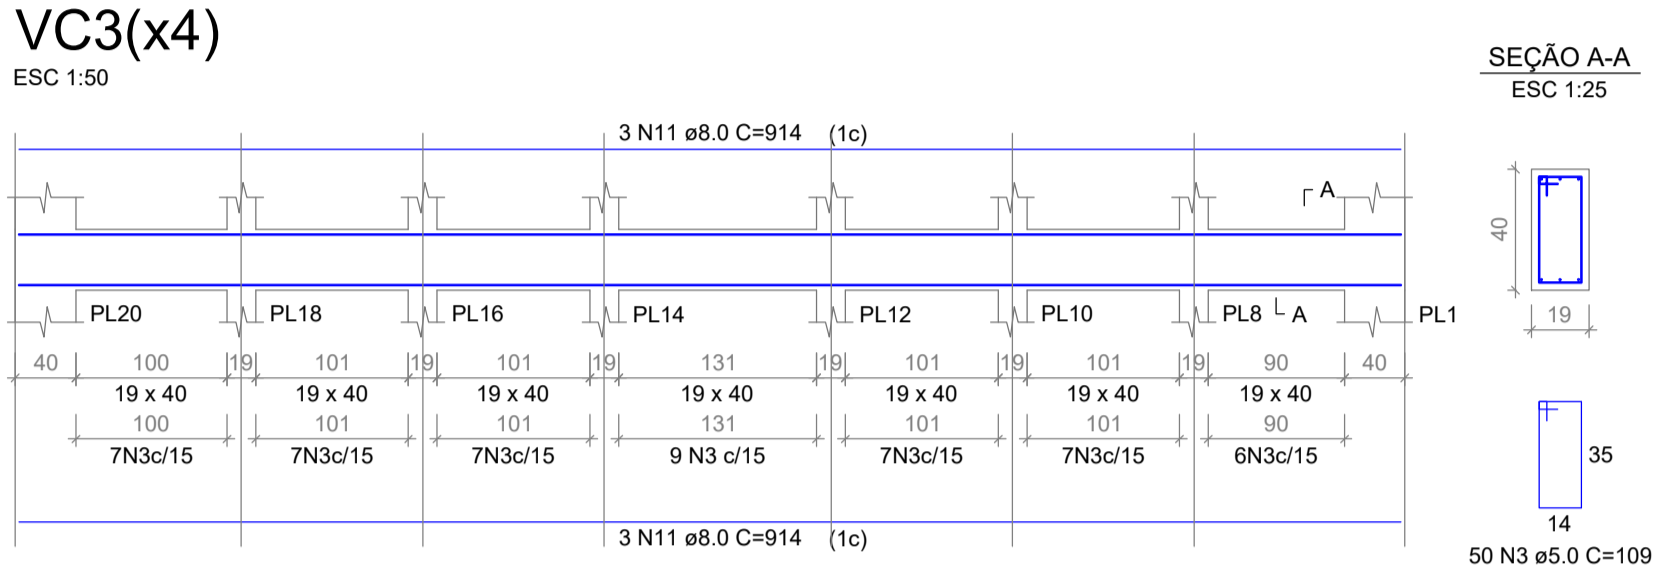 VC3(x4)
ESC 1:50
SEÇÃO A-A
ESC 1:25
3 N11 ø8.0 C=914 (1c)
A
40
19
PL20 PL18 PL16 PL14 PL12 PL10 PL8 A PL1
40 100 19 101 19 101 19 131 19 101 19 101 19 90 40
19 x 40 19 x 40 19 x 40 19 x 40 19 x 40 19 x 40 19 x 40
100 101 101 131 101 101 90
7N3c/15 7N3c/15 7N3c/15 9 N3 c/15 7N3c/15 7N3c/15 6N3c/15
35
14
3 N11 ø8.0 C=914 (1c)
50 N3 ø5.0 C=109